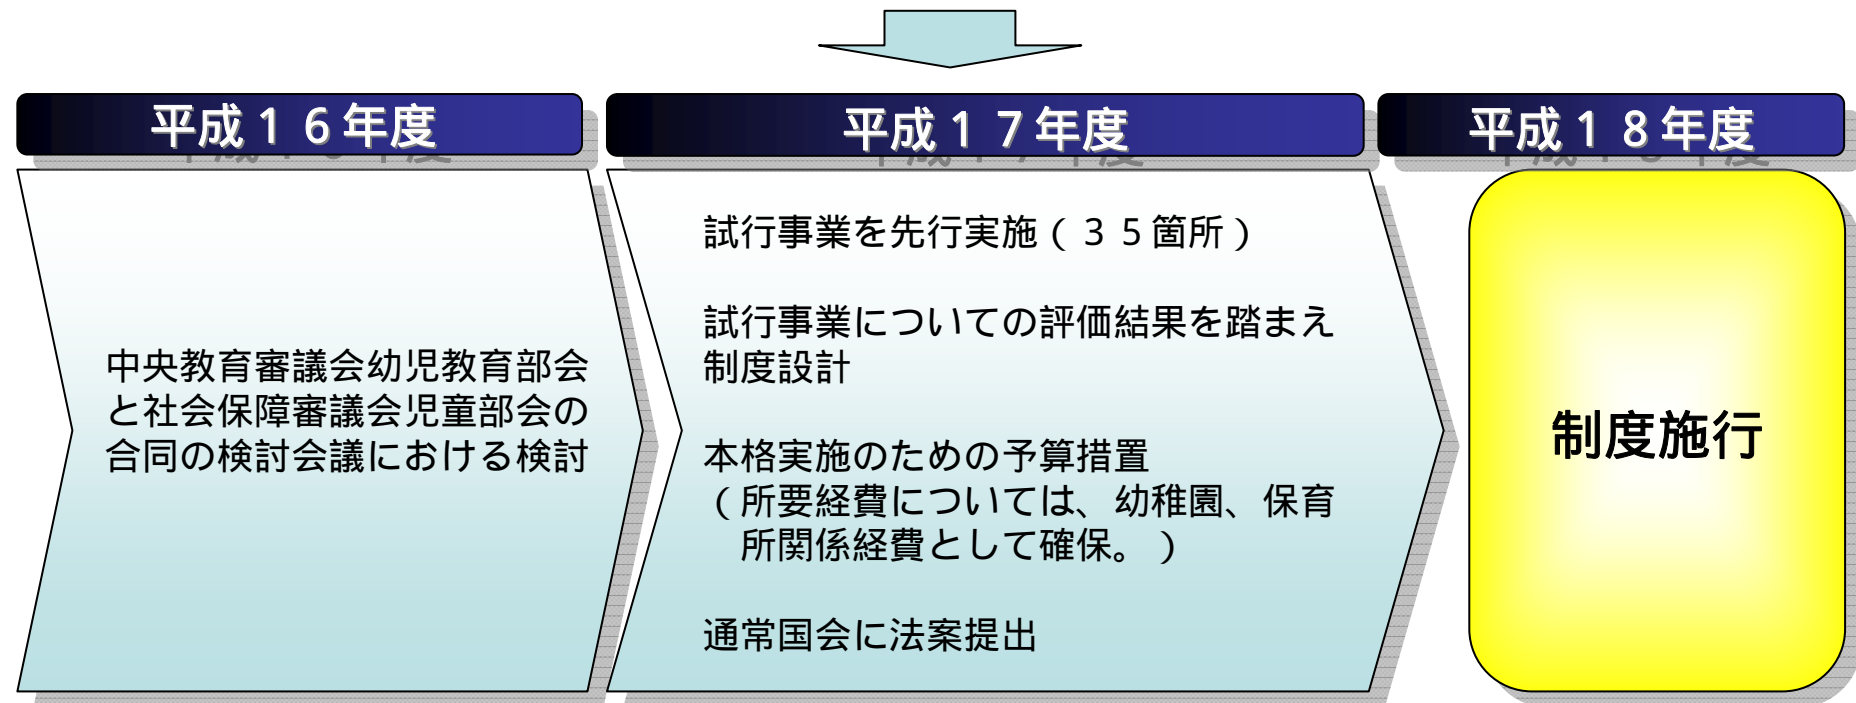 平成１６年度
中央教育審議会幼児教育部会
と社会保障審議会児童部会の
合同の検討会議における検討
平成１７年度
試行事業を先行実施（３５箇所）
試行事業についての評価結果を踏まえ
制度設計
本格実施のための予算措置
（所要経費については、幼稚園、保育
所関係経費として確保。）
通常国会に法案提出
平成１８年度
制度施行